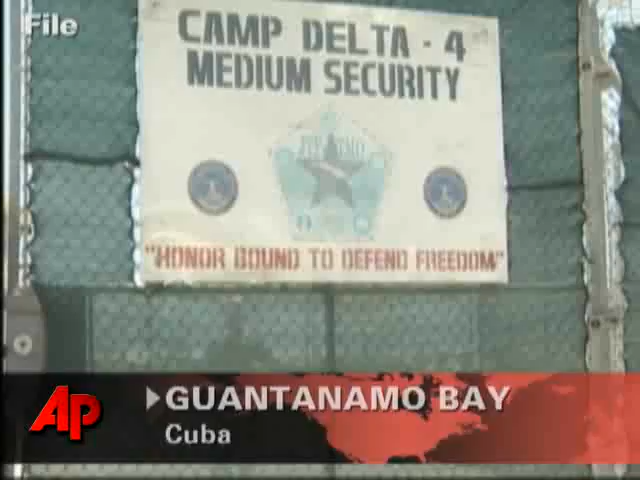 File
CAMP DELTA - 4
MEDIUM SECURITY
"HONOR BOUND TO DEFEND FREEDOM"
AP
GUANTANAMO BAY
Cuba